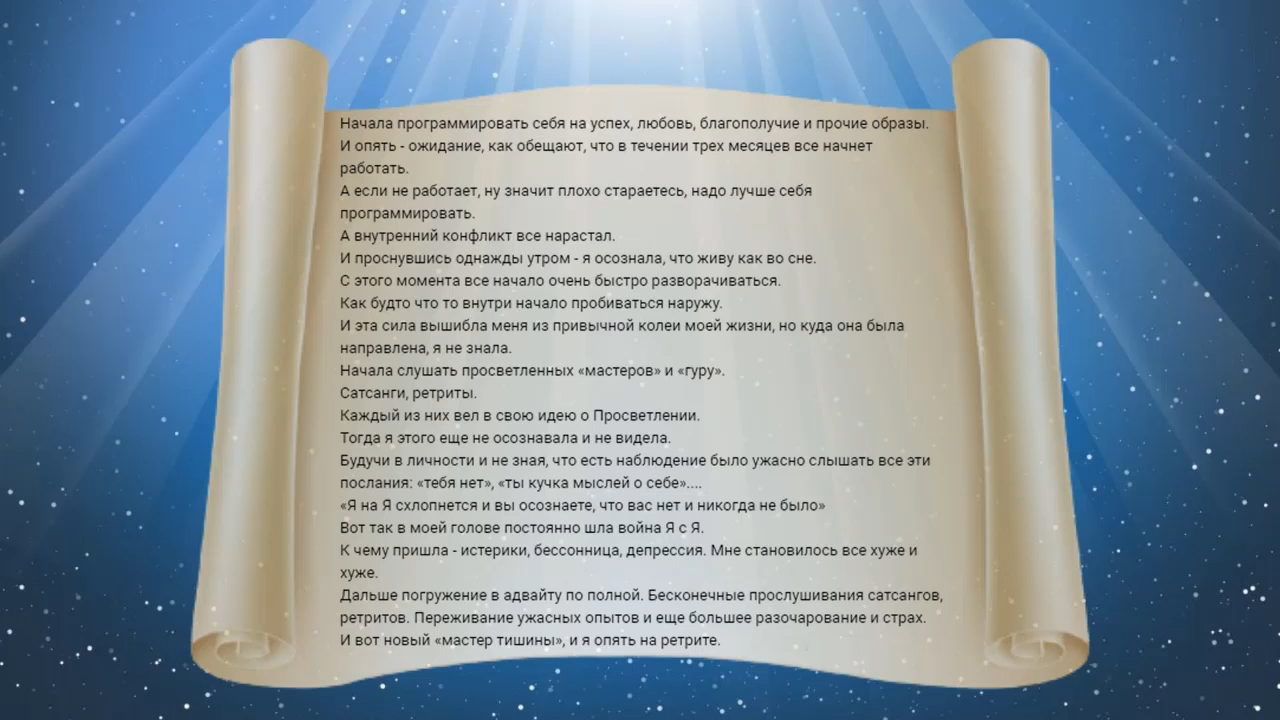 Начала программировать себя на успех, любовь, благополучие и прочие образы.
И опять - ожидание, как обещают, что в течении трех месяцев все начнет
работать.
А если не работает, ну значит плохо стараетесь, надо лучше себя
программировать.
А внутренний конфликт все нарастал.
И проснувшись однажды утром - я осознала, что живу как во сне.
С этого момента все начало очень быстро разворачиваться.
Как будто что то внутри начало пробиваться наружу.
И эта сила вышибла меня из привычной колеи моей жизни, но куда она была
направлена, я не знала.
Начала слушать просветленных «мастеров» и «гуру».
Сатсанги, ретриты.
Каждый из них вел в свою идею о Просветлении.
Тогда я этого еще не осознавала и не видела.
Будучи в личности и не зная, что есть наблюдение было ужасно слышать все эти
послания: «тебя нет», «ты кучка мыслей о себе»....
«Я на Я схлопнется и вы осознаете, что вас нет и никогда не было»
Вот так в моей голове постоянно шла война Я с Я.
К чему пришла - истерики, бессонница, депрессия. Мне становилось все хуже и
хуже.
Дальше погружение в адвайту по полной. Бесконечные прослушивания сатсангов,
ретритов. Переживание ужасных опытов и еще большее разочарование и страх.
И вот новый «мастер тишины», и я опять на ретрите.